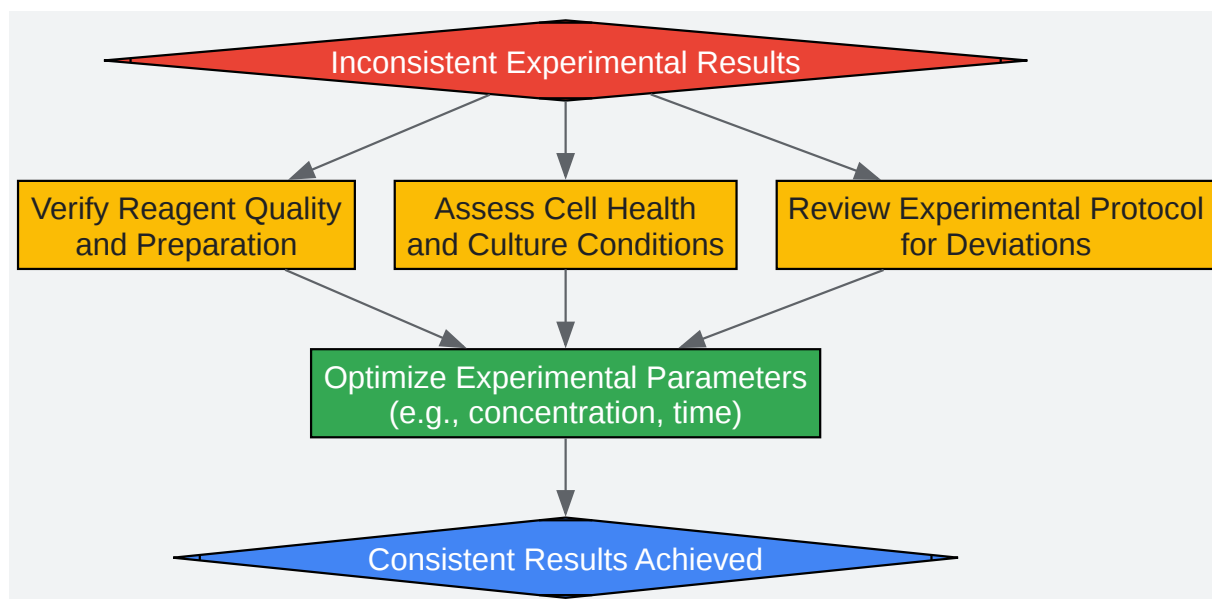 Inconsistent Experimental Results
Verify Reagent Quality
and Preparation
Assess Cell Health
and Culture Conditions
Review Experimental Protocol
for Deviations
Optimize Experimental Parameters
(e.g., concentration, time)
Consistent Results Achieved